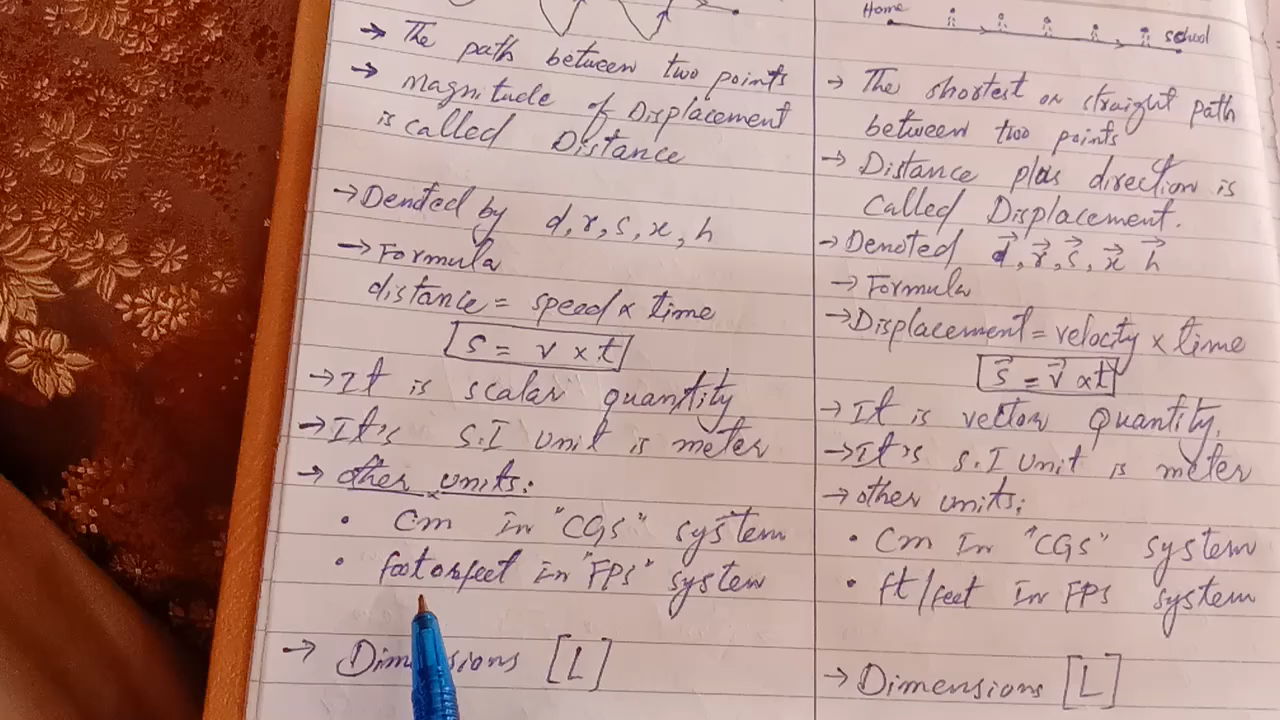 → The path between two points
→ Magnitude of Displacement
is called Distance
→ Denoted by d, r, s, x, h
→ Formula
distance = speed × time
s = v × t
→ It is scalar quantity
→ It's S.I Unit is meter
→ other units:
• Cm in "CGS" system
• foot or feet in "FPS" system
→ Dimensions [L]
Home
school
→ The shortest or straight path
between two points
→ Distance plus direction is
called Displacement.
→ Denoted d⃗, r⃗, s⃗, x⃗ h⃗
→ Formula
→ Displacement = velocity × time
s⃗ = v⃗ × t
→ It is vector Quantity.
→ It's S.I Unit is meter
→ other units:
• Cm In "CGS" system
• ft/feet In FPS system
→ Dimensions [L]